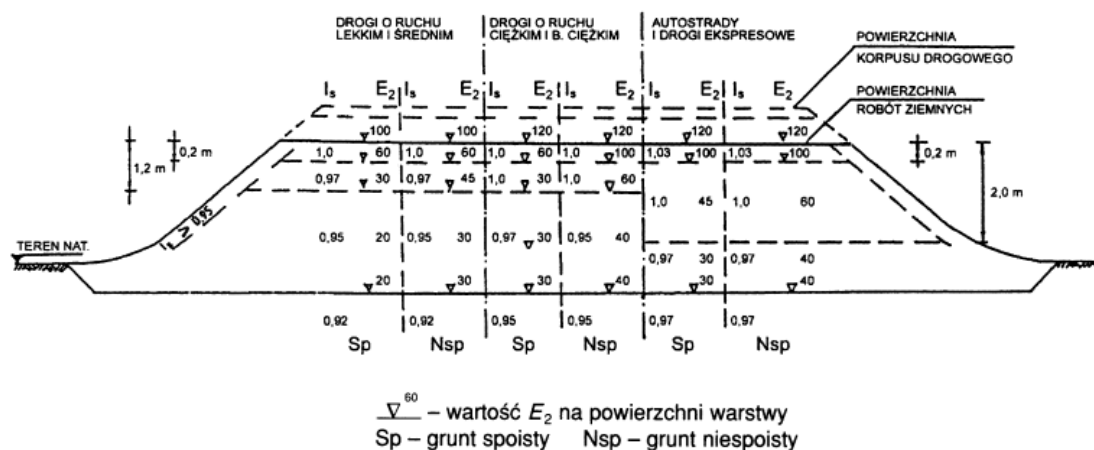 DROGI O RUCHU LEKKIM I ŚREDNIM
DROGI O RUCHU CIĘŻKIM I B. CIĘŻKIM
AUTOSTRADY I DROGI EKSPRESOWE
POWIERZCHNIA
KORPUSU DROGOWEGO
POWIERZCHNIA
ROBÓT ZIEMNYCH
Is E2 Is E2 Is E2 Is E2 Is E2 Is E2
100 100 120 120 120 120
1,2 m 0,2 m 1,0 60 1,0 60 1,0 60 1,0 100 1,03 100 1,03 100 0,2 m
0,97 30 0,97 45 1,0 30 1,0 60
1,0 45 1,0 60 2,0 m
Is ≥ 0,95
TEREN NAT. 0,95 20 0,95 30 0,97 30 0,95 40
0,97 30 0,97 40
20 30 30 40 30 40
0,92 0,92 0,95 0,95 0,97 0,97
Sp Nsp Sp Nsp Sp Nsp
60 – wartość E2 na powierzchni warstwy
Sp – grunt spoisty Nsp – grunt niespoisty